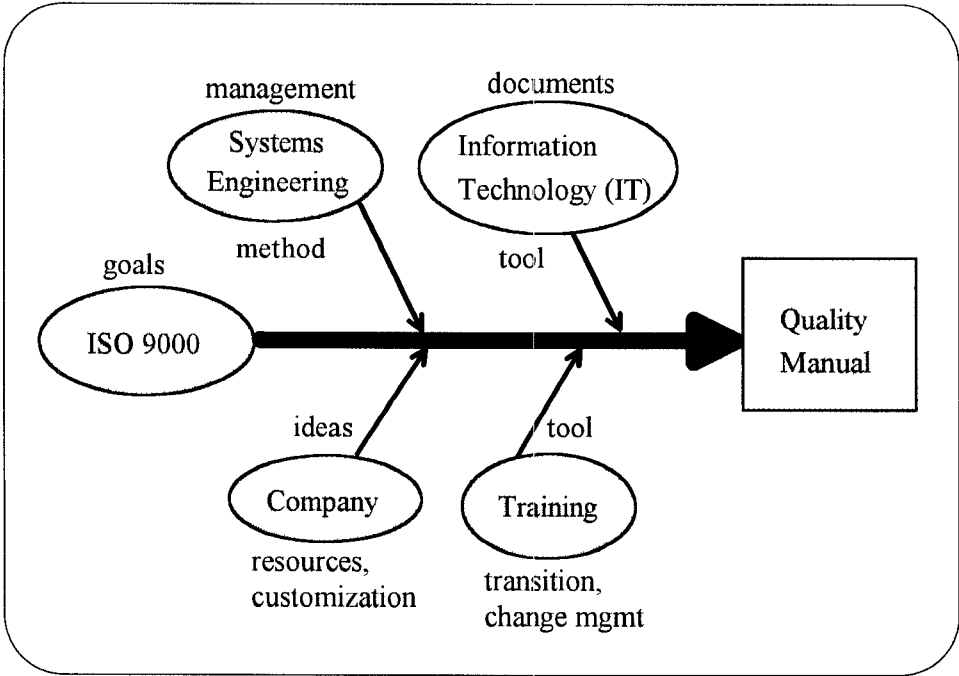 management
Systems
Engineering
method
documents
Information
Technology (IT)
tool
goals
ISO 9000
Quality
Manual
ideas
Company
resources,
customization
tool
Training
transition,
change mgmt